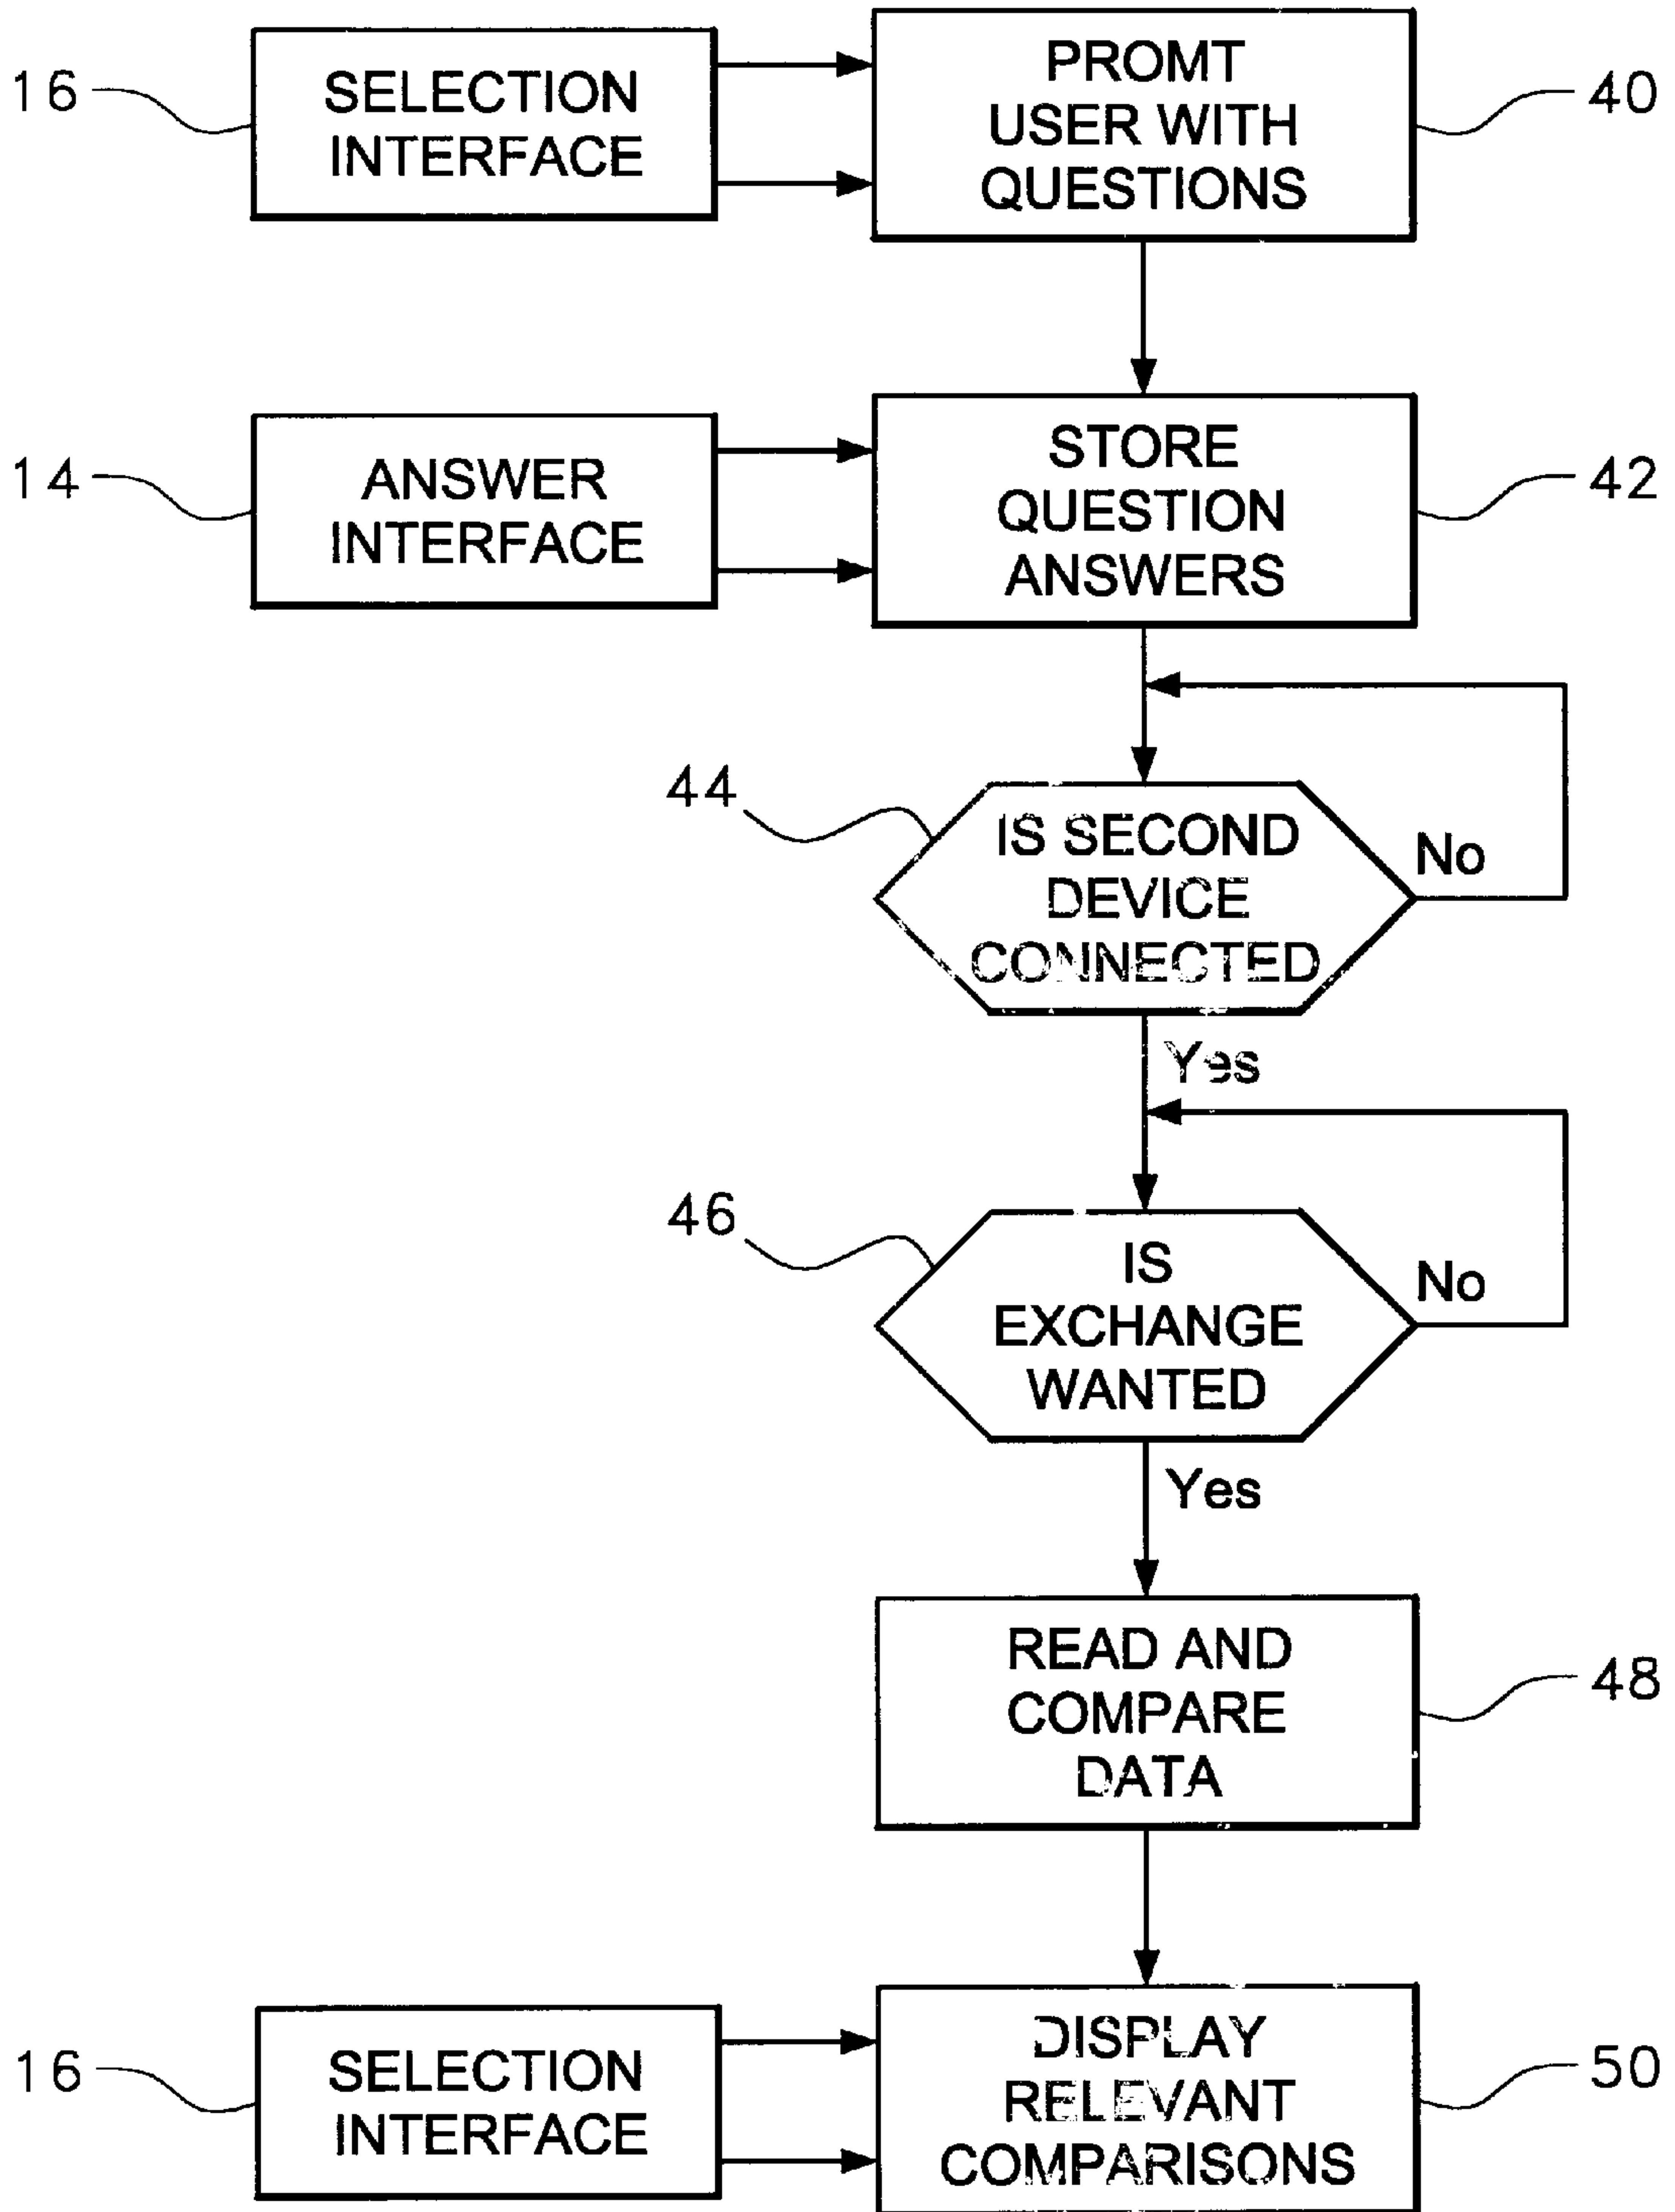 16
SELECTION
INTERFACE
PROMT
USER WITH
QUESTIONS
40
14
ANSWER
INTERFACE
STORE
QUESTION
ANSWERS
42
44
IS SECOND
DEVICE
CONNECTED
No
Yes
46
IS
EXCHANGE
WANTED
No
Yes
READ AND
COMPARE
DATA
48
16
SELECTION
INTERFACE
DISPLAY
RELEVANT
COMPARISONS
50